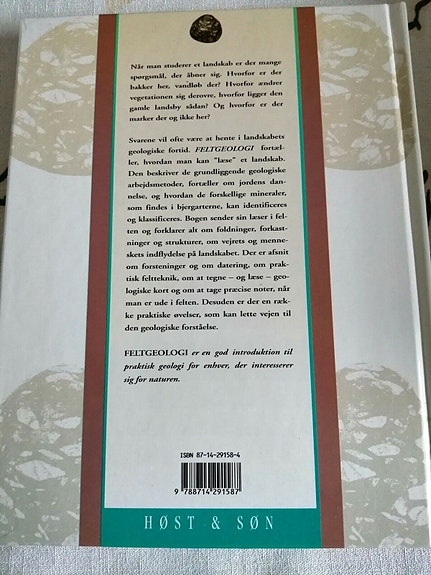 Når man studerer et landskab er der mange
spørgsmål, der åbner sig. Hvorfor er der
bakker her, vandløb der? Hvorfor ændrer
vegetationen sig derovre, hvorfor ligger den
gamle landsby sådan? Og hvorfor er der
marker der og ikke her?
Svarene vil ofte være at hente i landskabets
geologiske fortid. FELTGEOLOGI fortæl-
ler, hvordan man kan "læse" et landskab.
Den beskriver de grundliggende geologiske
arbejdsmetoder, fortæller om jordens dan-
nelse, og hvordan de forskellige mineraler,
som findes i bjergarterne, kan identificeres
og klassificeres. Bogen sender sin læser i fel-
ten og forklarer alt om foldninger, forkast-
ninger og strukturer, om vejrets og menne-
skets indflydelse på landskabet. Der er afsnit
om forsteninger og om datering, om prak-
tisk feltteknik, om at tegne – og læse – geo-
logiske kort og om at tage præcise noter, når
man er ude i felten. Desuden er der en ræk-
ke praktiske øvelser, som kan lette vejen til
den geologiske forståelse.
FELTGEOLOGI er en god introduktion til
praktisk geologi for enhver, der interesserer
sig for naturen.
ISBN 87-14-29158-4
9 788714 291587
HØST & SØN